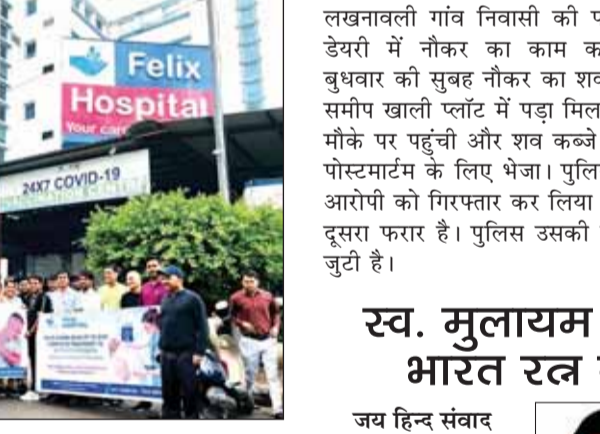 Felix
Hospital
Your
24X7 COVID-19
लखनावली गांव निवासी की
डेयरी में नौकर का काम
बुधवार की सुबह नौकर का शव
समीप खाली प्लॉट में पड़ा मिल
मौके पर पहुंची और शव कब्जे
पोस्टमार्टम के लिए भेजा। पुलि
आरोपी को गिरफ्तार कर लिया
दूसरा फरार है। पुलिस उसकी
जुटी है।
स्व. मुलायम
भारत रत्न
जय हिन्द संवाद